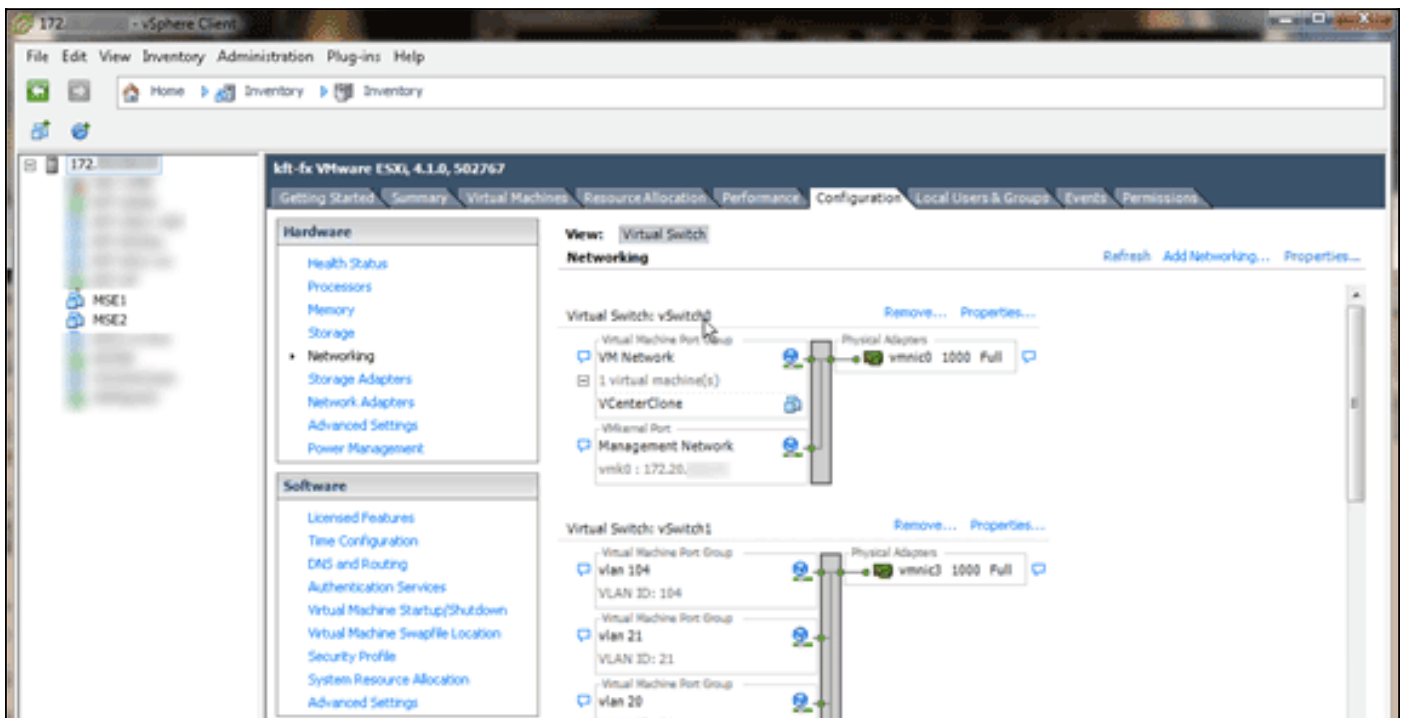 172. - vSphere Client
File Edit View Inventory Administration Plug-ins Help
Home Inventory Inventory
172.
MSE1
MSE2
kft-fx VMware ESXi, 4.1.0, 502767
Getting Started Summary Virtual Machines Resource Allocation Performance Configuration Local Users & Groups Events Permissions
Hardware
Health Status
Processors
Memory
Storage
Networking
Storage Adapters
Network Adapters
Advanced Settings
Power Management
Software
Licensed Features
Time Configuration
DNS and Routing
Authentication Services
Virtual Machine Startup/Shutdown
Virtual Machine Swapfile Location
Security Profile
System Resource Allocation
Advanced Settings
View: Virtual Switch
Networking
Refresh Add Networking... Properties...
Virtual Switch: vSwitch0 Remove... Properties...
Virtual Machine Port Group Physical Adapters
VM Network vmnic0 1000 Full
1 virtual machine(s)
VCenterClone
VMkernel Port
Management Network
vmk0 : 172.20.
Virtual Switch: vSwitch1 Remove... Properties...
Virtual Machine Port Group Physical Adapters
vlan 104 vmnic3 1000 Full
VLAN ID: 104
Virtual Machine Port Group
vlan 21
VLAN ID: 21
Virtual Machine Port Group
vlan 20